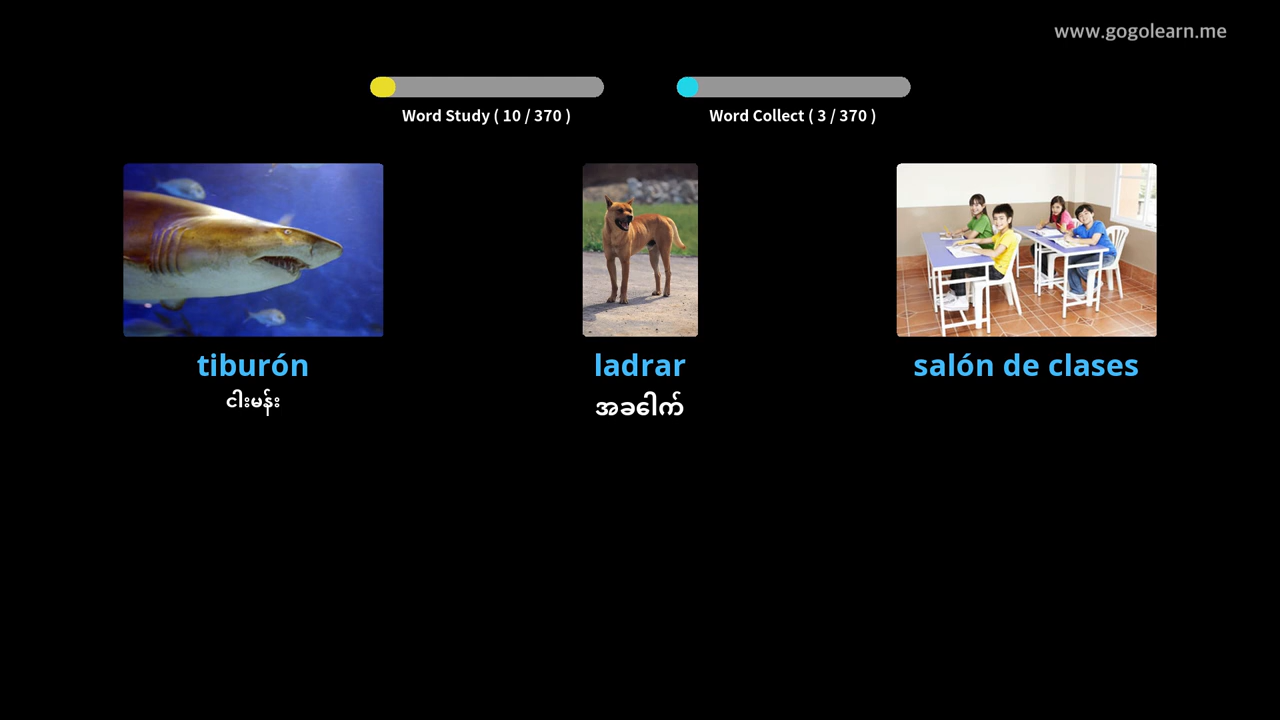 www.gogolearn.me
Word Study ( 10 / 370 )
Word Collect ( 3 / 370 )
tiburón
ငါးမန်း
ladrar
အခေါက်
salón de clases